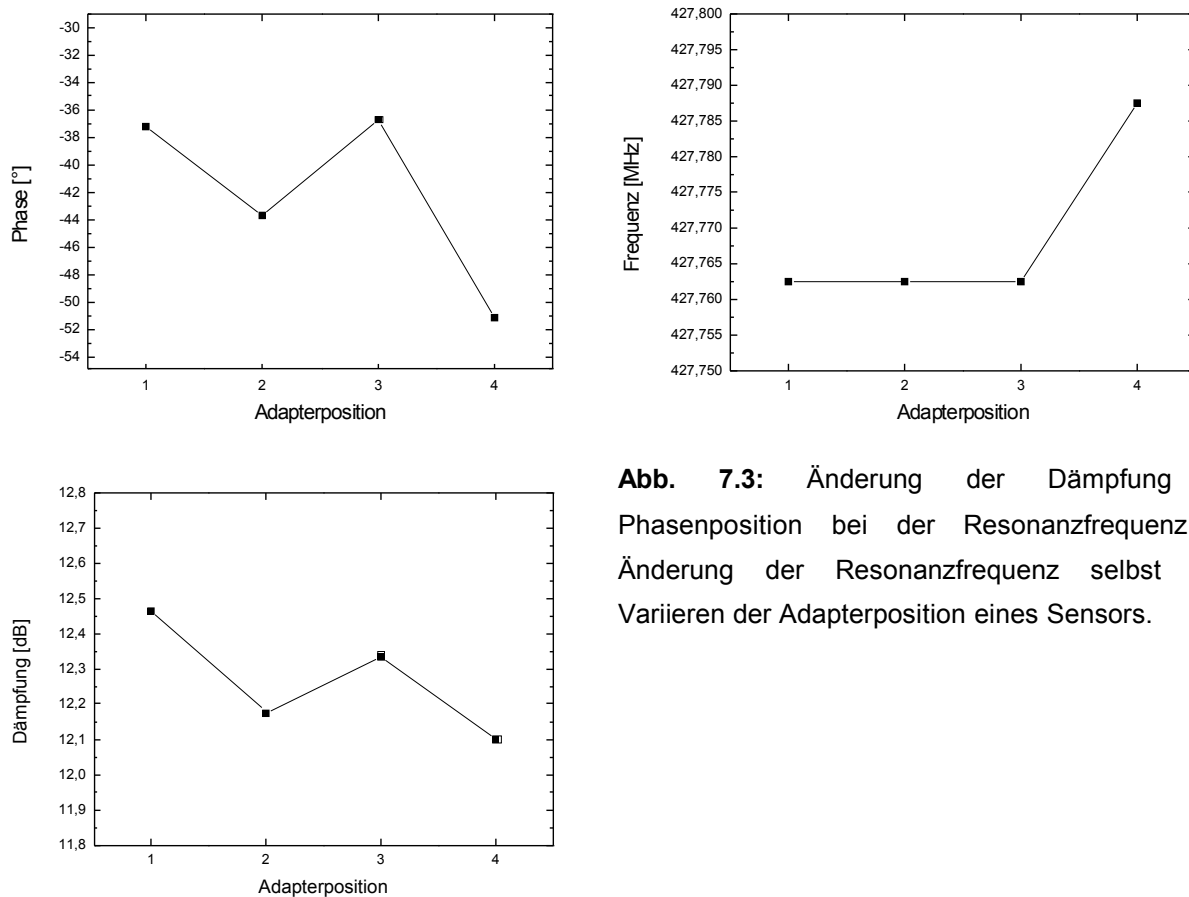 -30
-32
-34
-36
-38
-40
-42
-44
-46
-48
-50
-52
-54
Phase [°]
1 2 3 4
Adapterposition
427,800
427,795
427,790
427,785
427,780
427,775
427,770
427,765
427,760
427,755
427,750
Frequenz [MHz]
1 2 3 4
Adapterposition
12,8
12,7
12,6
12,5
12,4
12,3
12,2
12,1
12,0
11,9
11,8
Dämpfung [dB]
1 2 3 4
Adapterposition
Abb. 7.3: Änderung der Dämpfung
Phasenposition bei der Resonanzfrequenz
Änderung der Resonanzfrequenz selbst
Variieren der Adapterposition eines Sensors.